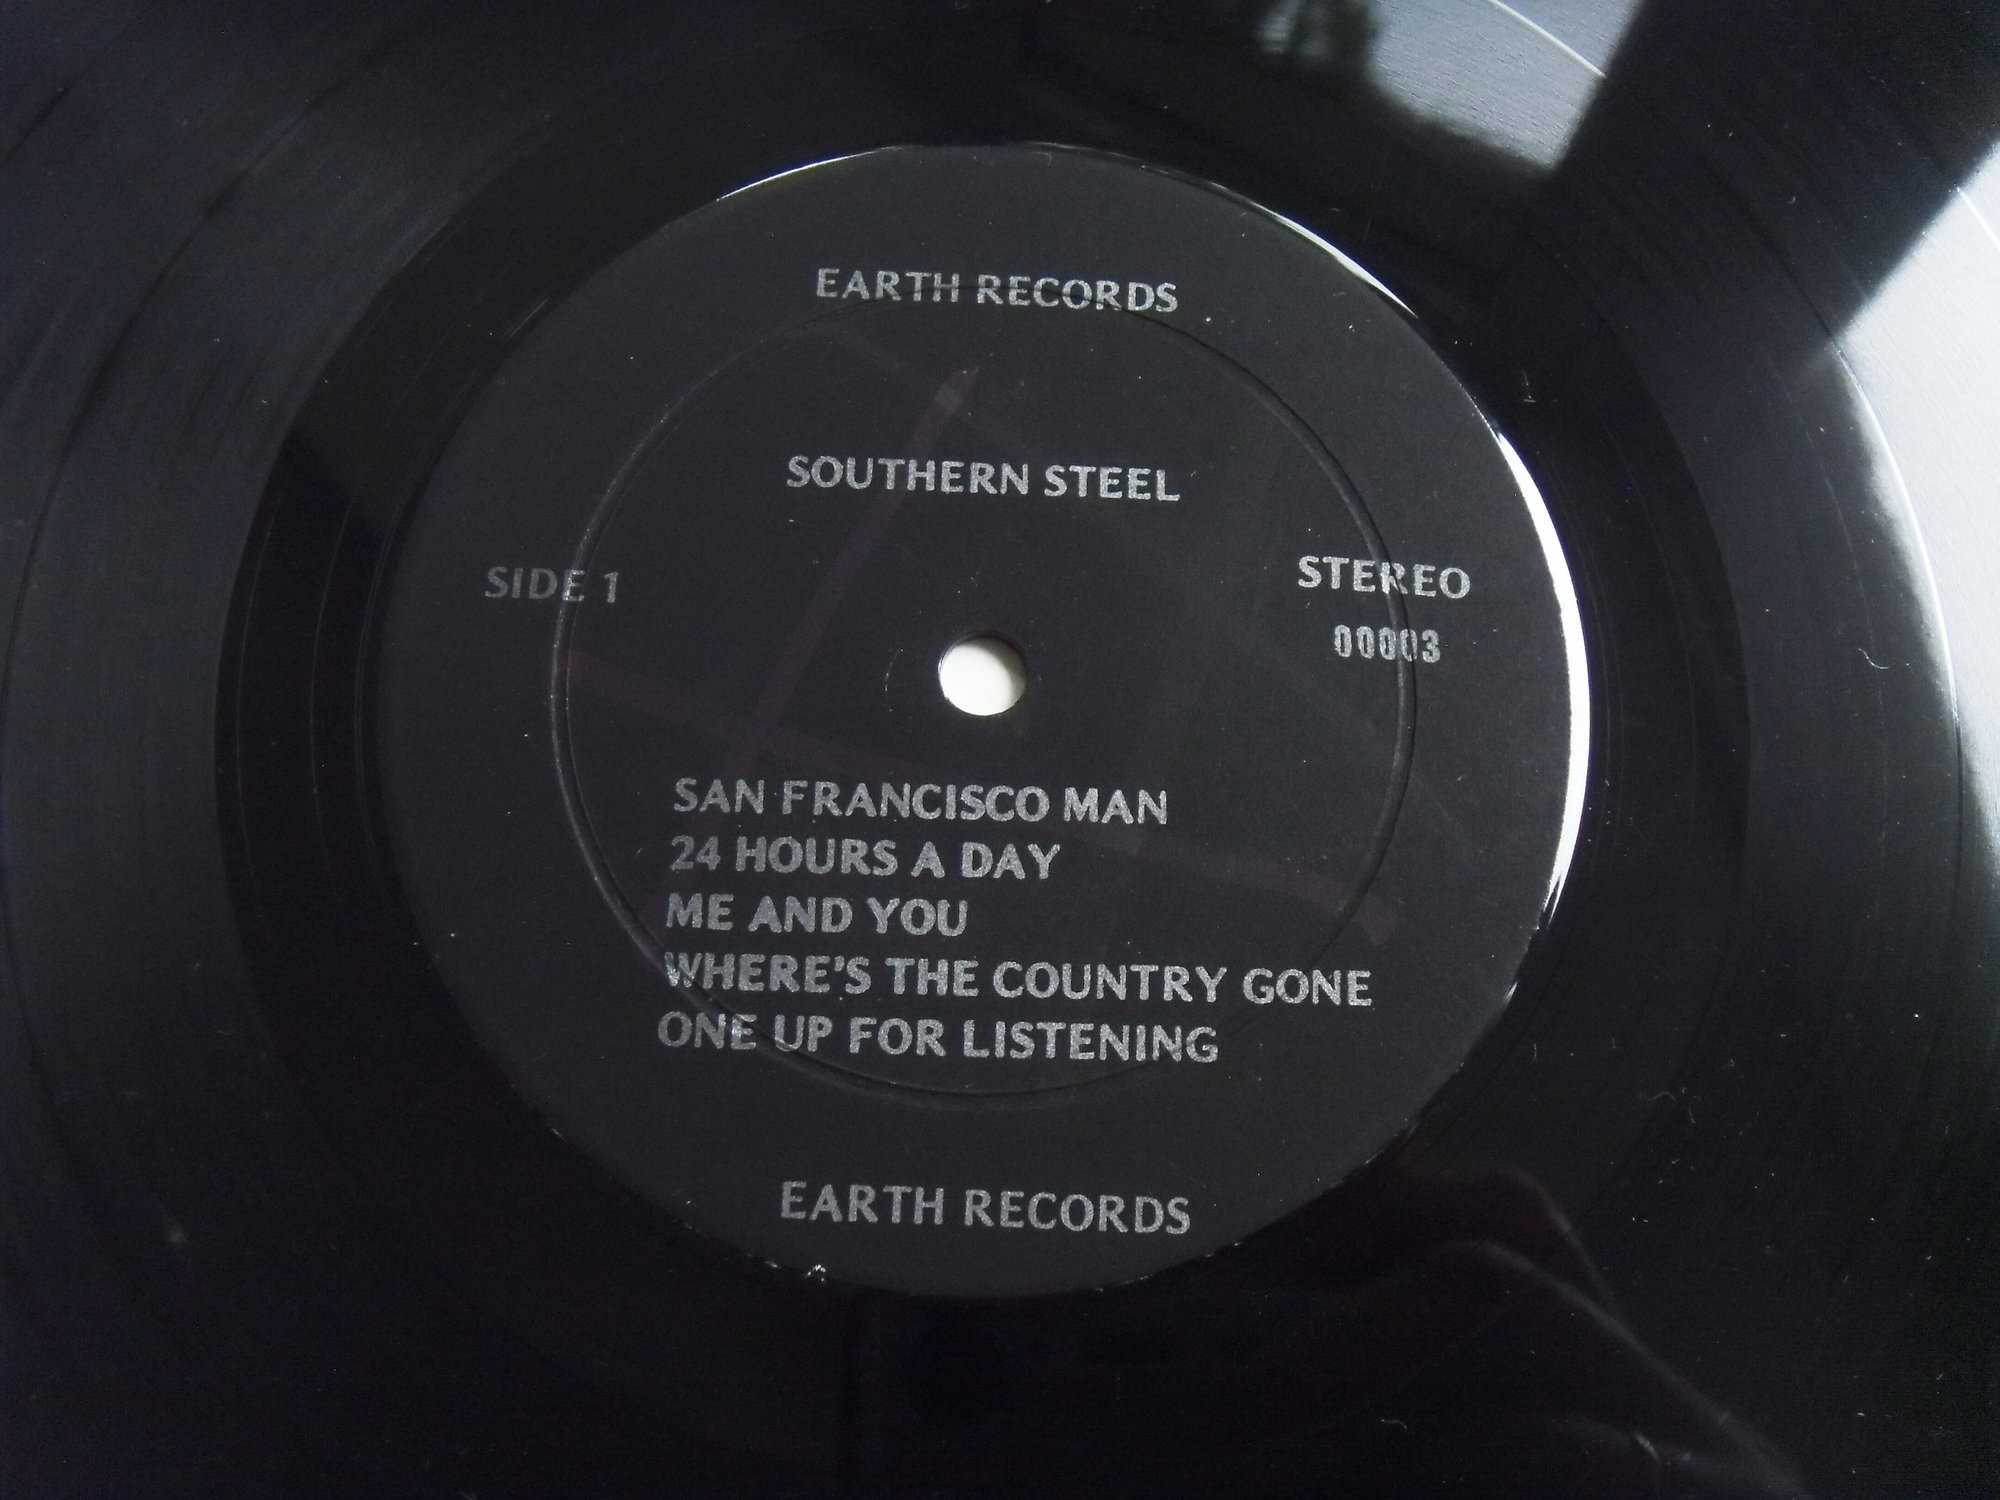 EARTH RECORDS
SOUTHERN STEEL
SIDE 1
STEREO
00003
SAN FRANCISCO MAN
24 HOURS A DAY
ME AND YOU
WHERE'S THE COUNTRY GONE
ONE UP FOR LISTENING
EARTH RECORDS